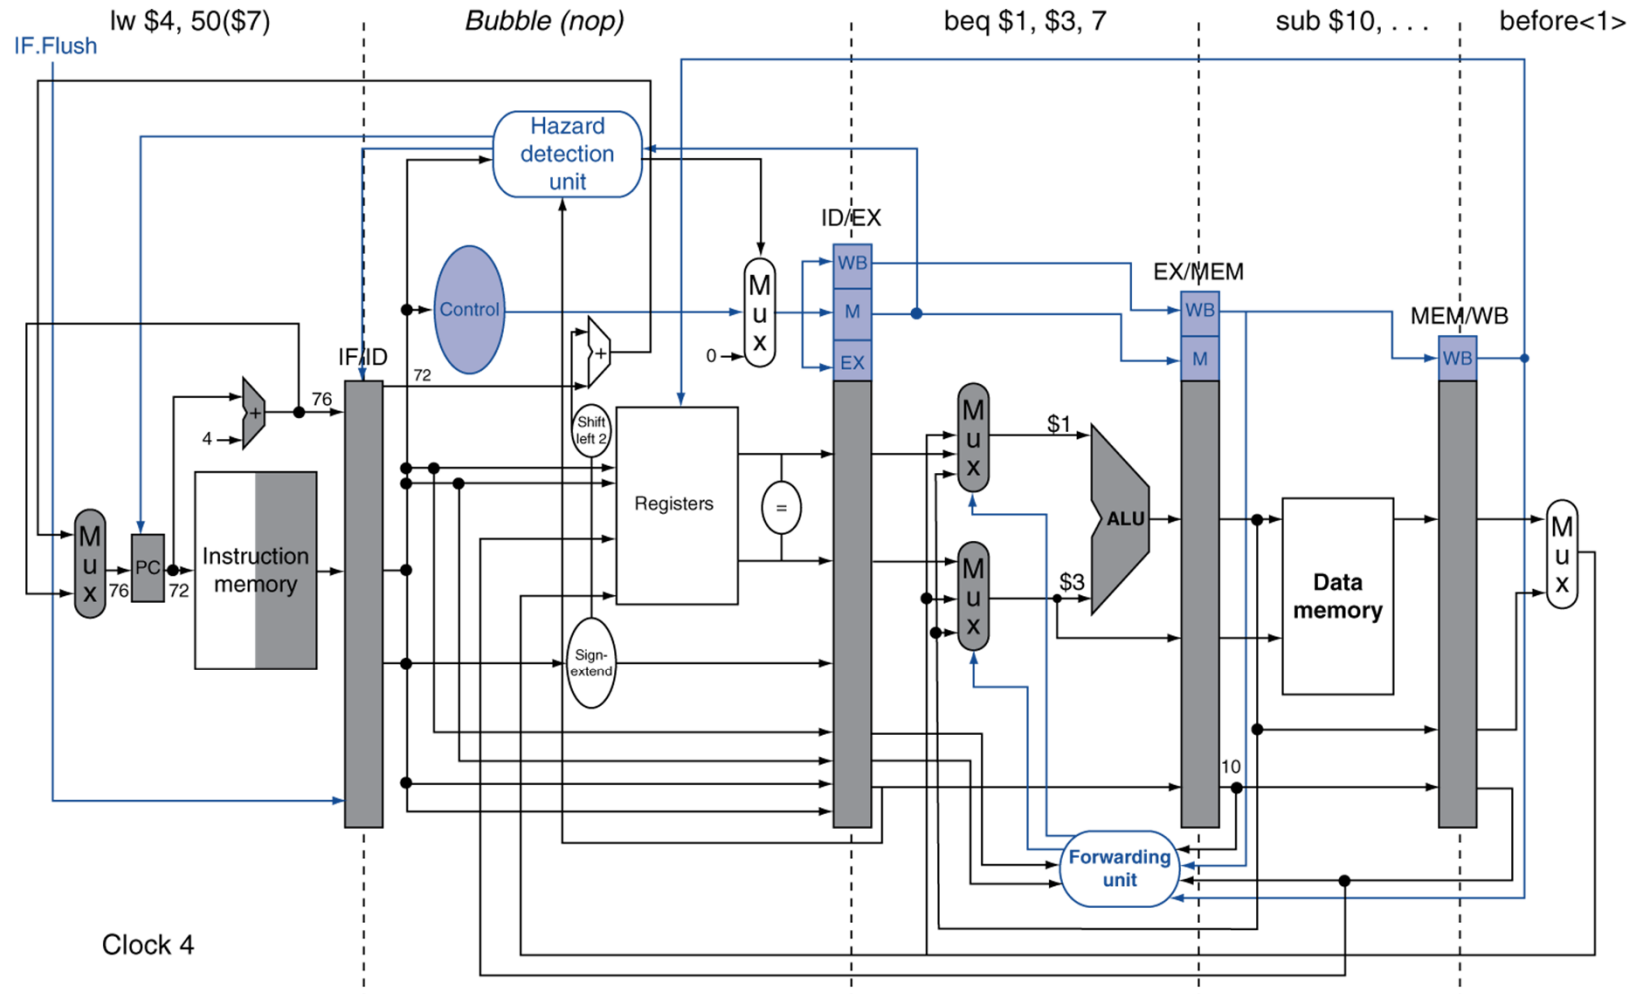 lw $4, 50($7)
Bubble (nop)
beq $1, $3, 7
sub $10, . . .
before<1>
IF.Flush
Hazard
detection
unit
ID/EX
EX/MEM
MEM/WB
IF/ID
Control
M
u
x
0
WB
M
EX
WB
M
WB
72
+
76
4
+
Shift
left 2
M
u
x
76
PC
72
Instruction
memory
Registers
=
Sign-
extend
M
u
x
$1
M
u
x
$3
ALU
Data
memory
M
u
x
10
Forwarding
unit
Clock 4